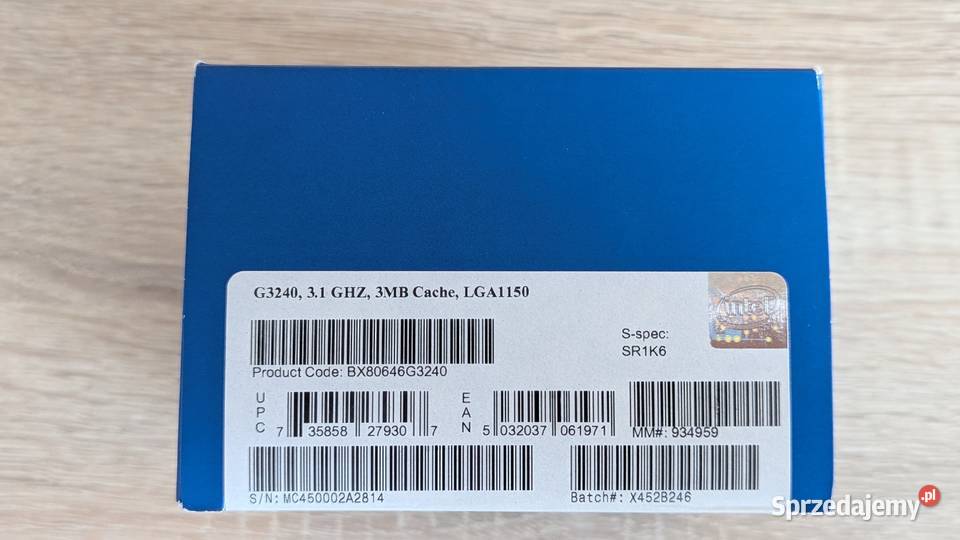 G3240, 3.1 GHZ, 3MB Cache, LGA1150
intel
S-spec:
SR1K6
Product Code: BX80646G3240
UPC 7 35858 27930 7
EAN 5 032037 061971
MM#: 934959
S/N: MC450002A2814
Batch#: X452B246
Sprzedajemy.pl